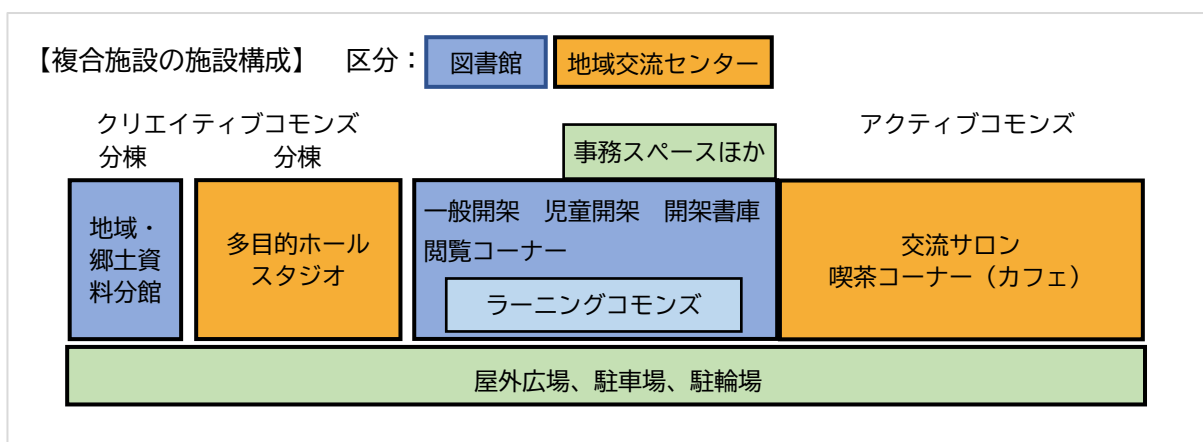 【複合施設の施設構成】 区分： 図書館 地域交流センター
クリエイティブコモンズ
分棟 分棟
アクティブコモンズ
事務スペースほか
地域・
郷土資
料分館
多目的ホール
スタジオ
一般開架 児童開架 開架書庫
閲覧コーナー
ラーニングコモンズ
交流サロン
喫茶コーナー（カフェ）
屋外広場、駐車場、駐輪場